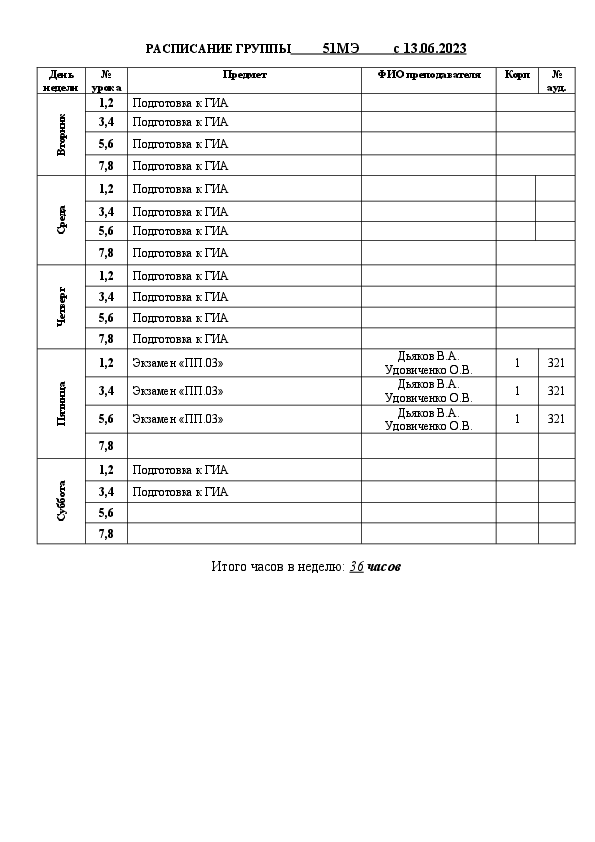 РАСПИСАНИЕ ГРУППЫ 51МЭ с 13.06.2023
День недели № урока Предмет ФИО преподавателя Корп № ауд.
Вторник
1,2 Подготовка к ГИА
3,4 Подготовка к ГИА
5,6 Подготовка к ГИА
7,8 Подготовка к ГИА
Среда
1,2 Подготовка к ГИА
3,4 Подготовка к ГИА
5,6 Подготовка к ГИА
7,8 Подготовка к ГИА
Четверг
1,2 Подготовка к ГИА
3,4 Подготовка к ГИА
5,6 Подготовка к ГИА
7,8 Подготовка к ГИА
Пятница
1,2 Экзамен «ПП.03» Дьяков В.А. Удовиченко О.В. 1 321
3,4 Экзамен «ПП.03» Дьяков В.А. Удовиченко О.В. 1 321
5,6 Экзамен «ПП.03» Дьяков В.А. Удовиченко О.В. 1 321
7,8
Суббота
1,2 Подготовка к ГИА
3,4 Подготовка к ГИА
5,6
7,8
Итого часов в неделю: 36 часов